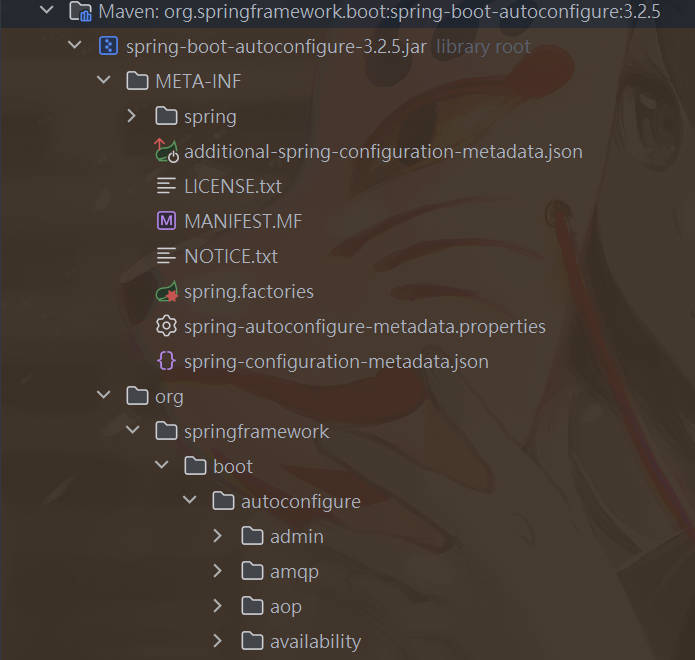 Maven: org.springframework.boot:spring-boot-autoconfigure:3.2.5
spring-boot-autoconfigure-3.2.5.jar library root
META-INF
spring
additional-spring-configuration-metadata.json
LICENSE.txt
M MANIFEST.MF
NOTICE.txt
spring.factories
spring-autoconfigure-metadata.properties
spring-configuration-metadata.json
org
springframework
boot
autoconfigure
admin
amqp
aop
availability